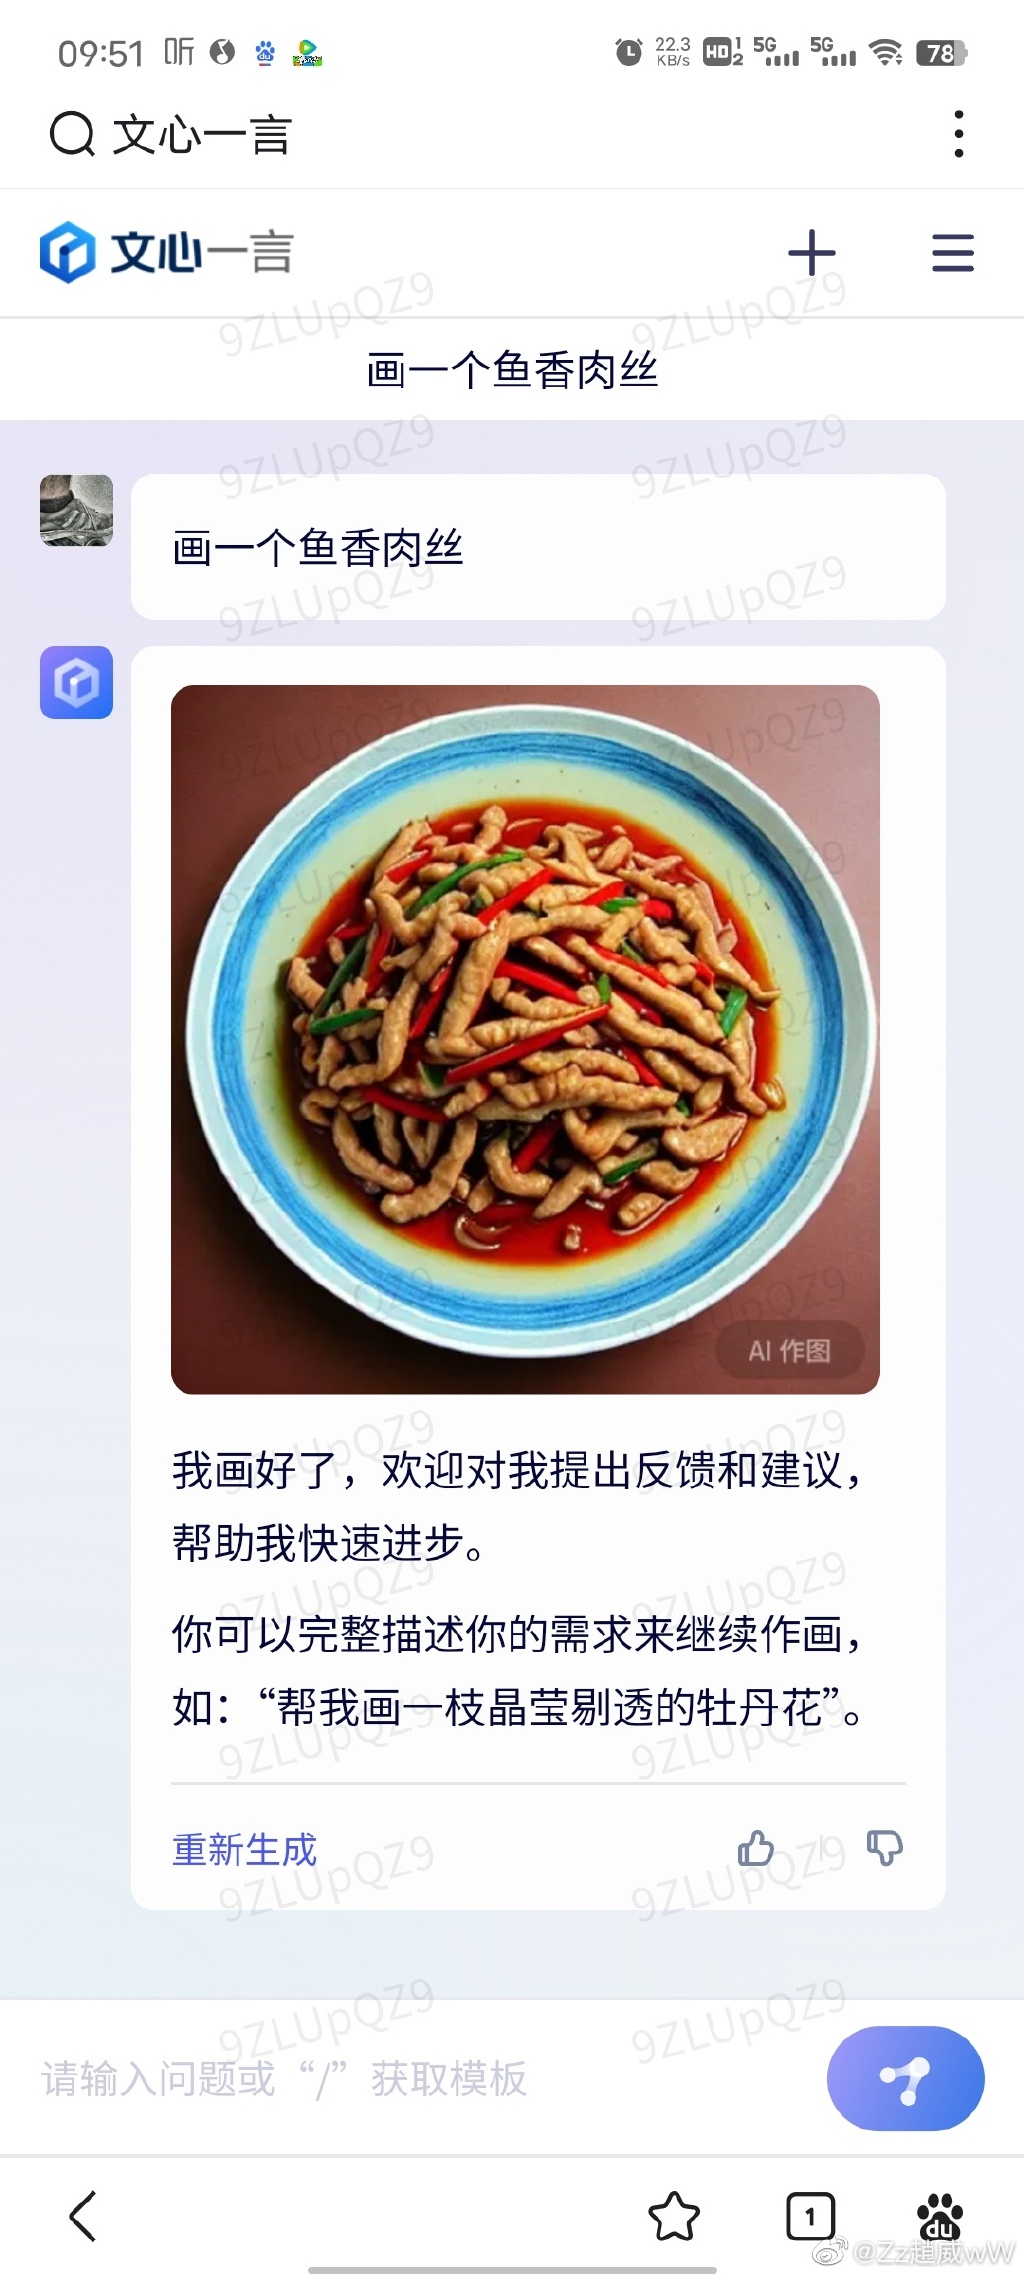 09:51 听 22.3 KB/s HD 1 2 5G 5G 78
文心一言
文心一言
画一个鱼香肉丝
画一个鱼香肉丝
AI 作图
我画好了，欢迎对我提出反馈和建议，
帮助我快速进步。
你可以完整描述你的需求来继续作画，
如：“帮我画一枝晶莹剔透的牡丹花”。
重新生成
请输入问题或“/”获取模板
1
du
@Zz趙威wW
9ZLUpQZ9